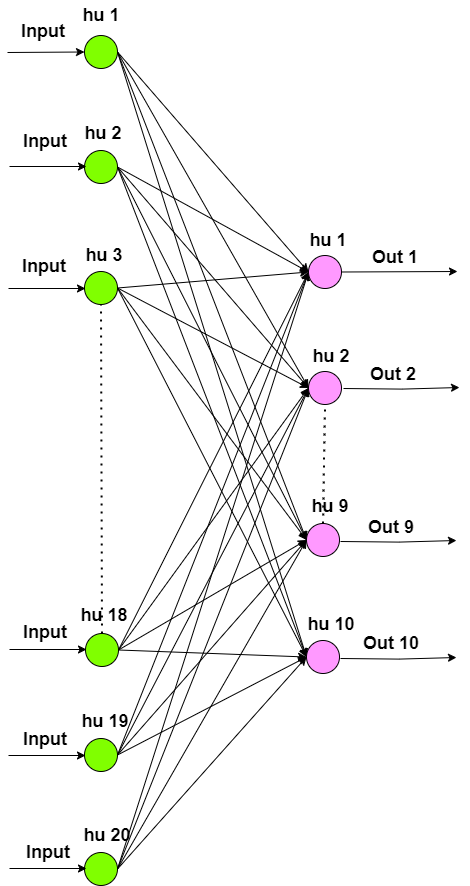 hu 1
Input
hu 2
Input
hu 3
Input
hu 1
Out 1
hu 2
Out 2
hu 9
Out 9
hu 18
Input
hu 10
Out 10
hu 19
Input
hu 20
Input